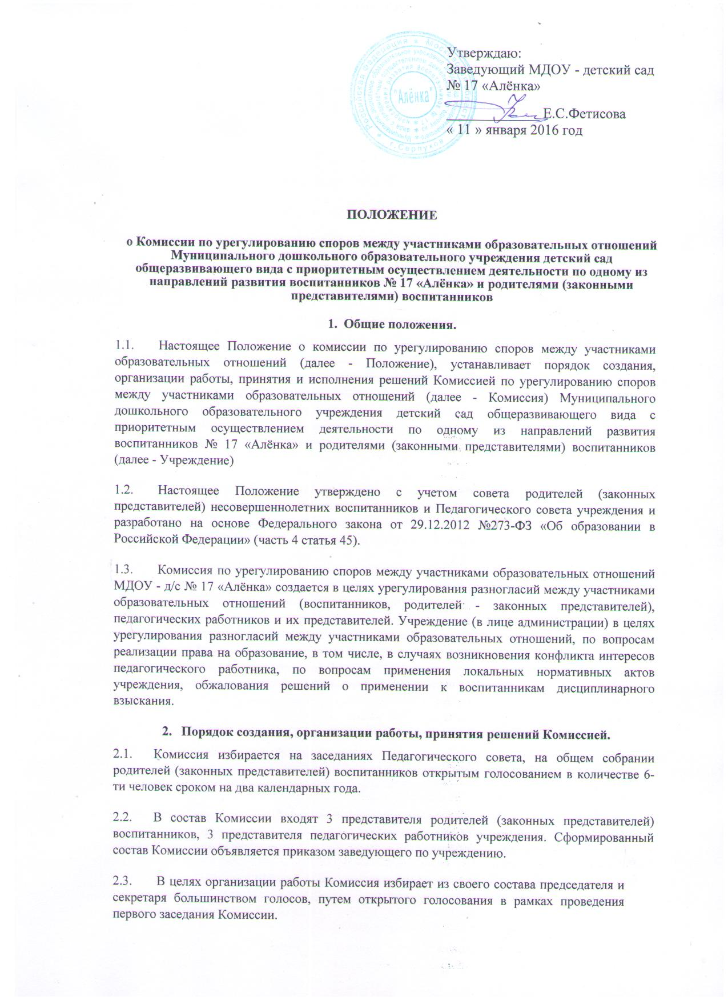 Утверждаю:
Заведующий МДОУ - детский сад
№ 17 «Алёнка»
Е.С.Фетисова
« 11 » января 2016 год
"Алёнка"
г.Серпухов
Российская Федерация
ПОЛОЖЕНИЕ
о Комиссии по урегулированию споров между участниками образовательных отношений
Муниципального дошкольного образовательного учреждения детский сад
общеразвивающего вида с приоритетным осуществлением деятельности по одному из
направлений развития воспитанников № 17 «Алёнка» и родителями (законными
представителями) воспитанников
1. Общие положения.
1.1. Настоящее Положение о комиссии по урегулированию споров между участниками
образовательных отношений (далее - Положение), устанавливает порядок создания,
организации работы, принятия и исполнения решений Комиссией по урегулированию споров
между участниками образовательных отношений (далее - Комиссия) Муниципального
дошкольного образовательного учреждения детский сад общеразвивающего вида с
приоритетным осуществлением деятельности по одному из направлений развития
воспитанников № 17 «Алёнка» и родителями (законными представителями) воспитанников
(далее - Учреждение)
1.2. Настоящее Положение утверждено с учетом совета родителей (законных
представителей) несовершеннолетних воспитанников и Педагогического совета учреждения и
разработано на основе Федерального закона от 29.12.2012 №273-ФЗ «Об образовании в
Российской Федерации» (часть 4 статья 45).
1.3. Комиссия по урегулированию споров между участниками образовательных отношений
МДОУ - д/с № 17 «Алёнка» создается в целях урегулирования разногласий между участниками
образовательных отношений (воспитанников, родителей - законных представителей),
педагогических работников и их представителей. Учреждение (в лице администрации) в целях
урегулирования разногласий между участниками образовательных отношений, по вопросам
реализации права на образование, в том числе, в случаях возникновения конфликта интересов
педагогического работника, по вопросам применения локальных нормативных актов
учреждения, обжалования решений о применении к воспитанникам дисциплинарного
взыскания.
2. Порядок создания, организации работы, принятия решений Комиссией.
2.1. Комиссия избирается на заседаниях Педагогического совета, на общем собрании
родителей (законных представителей) воспитанников открытым голосованием в количестве 6-
ти человек сроком на два календарных года.
2.2. В состав Комиссии входят 3 представителя родителей (законных представителей)
воспитанников, 3 представителя педагогических работников учреждения. Сформированный
состав Комиссии объявляется приказом заведующего по учреждению.
2.3. В целях организации работы Комиссия избирает из своего состава председателя и
секретаря большинством голосов, путем открытого голосования в рамках проведения
первого заседания Комиссии.